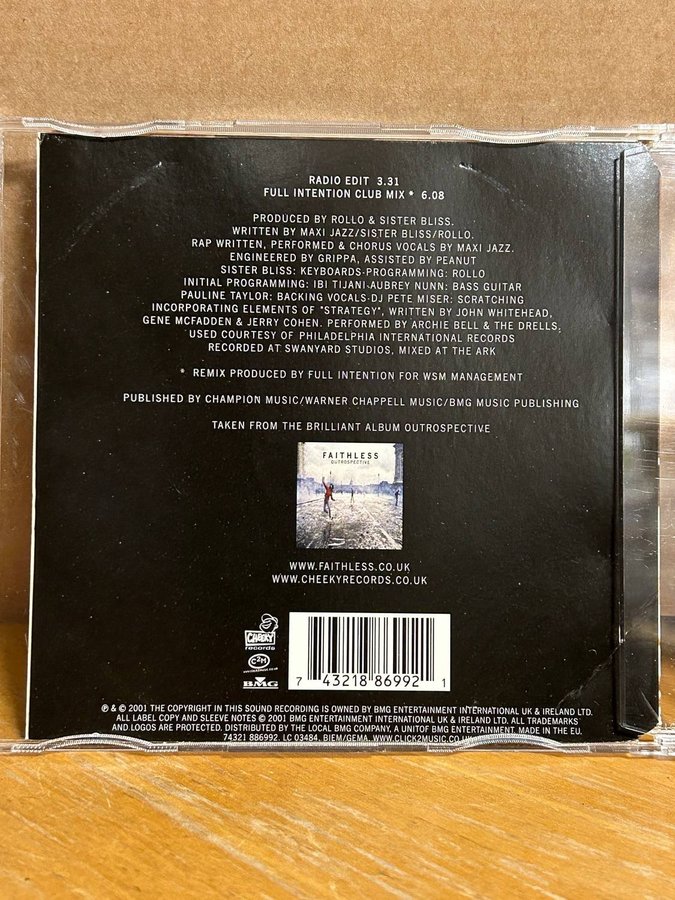 RADIO EDIT 3.31
FULL INTENTION CLUB MIX * 6.08
PRODUCED BY ROLLO & SISTER BLISS.
WRITTEN BY MAXI JAZZ/SISTER BLISS/ROLLO.
RAP WRITTEN, PERFORMED & CHORUS VOCALS BY MAXI JAZZ.
ENGINEERED BY GRIPPA, ASSISTED BY PEANUT
SISTER BLISS: KEYBOARDS·PROGRAMMING: ROLLO
INITIAL PROGRAMMING: IBI TIJANI·AUBREY NUNN: BASS GUITAR
PAULINE TAYLOR: BACKING VOCALS·DJ PETE MISER: SCRATCHING
INCORPORATING ELEMENTS OF "STRATEGY", WRITTEN BY JOHN WHITEHEAD,
GENE MCFADDEN & JERRY COHEN. PERFORMED BY ARCHIE BELL & THE DRELLS,
USED COURTESY OF PHILADELPHIA INTERNATIONAL RECORDS
RECORDED AT SWANYARD STUDIOS, MIXED AT THE ARK
* REMIX PRODUCED BY FULL INTENTION FOR WSM MANAGEMENT
PUBLISHED BY CHAMPION MUSIC/WARNER CHAPPELL MUSIC/BMG MUSIC PUBLISHING
TAKEN FROM THE BRILLIANT ALBUM OUTROSPECTIVE
FAITHLESS
OUTROSPECTIVE
WWW.FAITHLESS.CO.UK
WWW.CHEEKYRECORDS.CO.UK
CHEEKY
records
C2M
BMG
7 43218 86992 1
℗ & © 2001 THE COPYRIGHT IN THIS SOUND RECORDING IS OWNED BY BMG ENTERTAINMENT INTERNATIONAL UK & IRELAND LTD.
ALL LABEL COPY AND SLEEVE NOTES © 2001 BMG ENTERTAINMENT INTERNATIONAL UK & IRELAND LTD. ALL TRADEMARKS
AND LOGOS ARE PROTECTED. DISTRIBUTED BY THE LOCAL BMG COMPANY, A UNITOF BMG ENTERTAINMENT. MADE IN THE EU.
74321 886992. LC 03484. BIEM/GEMA. WWW.CLICK2MUSIC.CO.UK